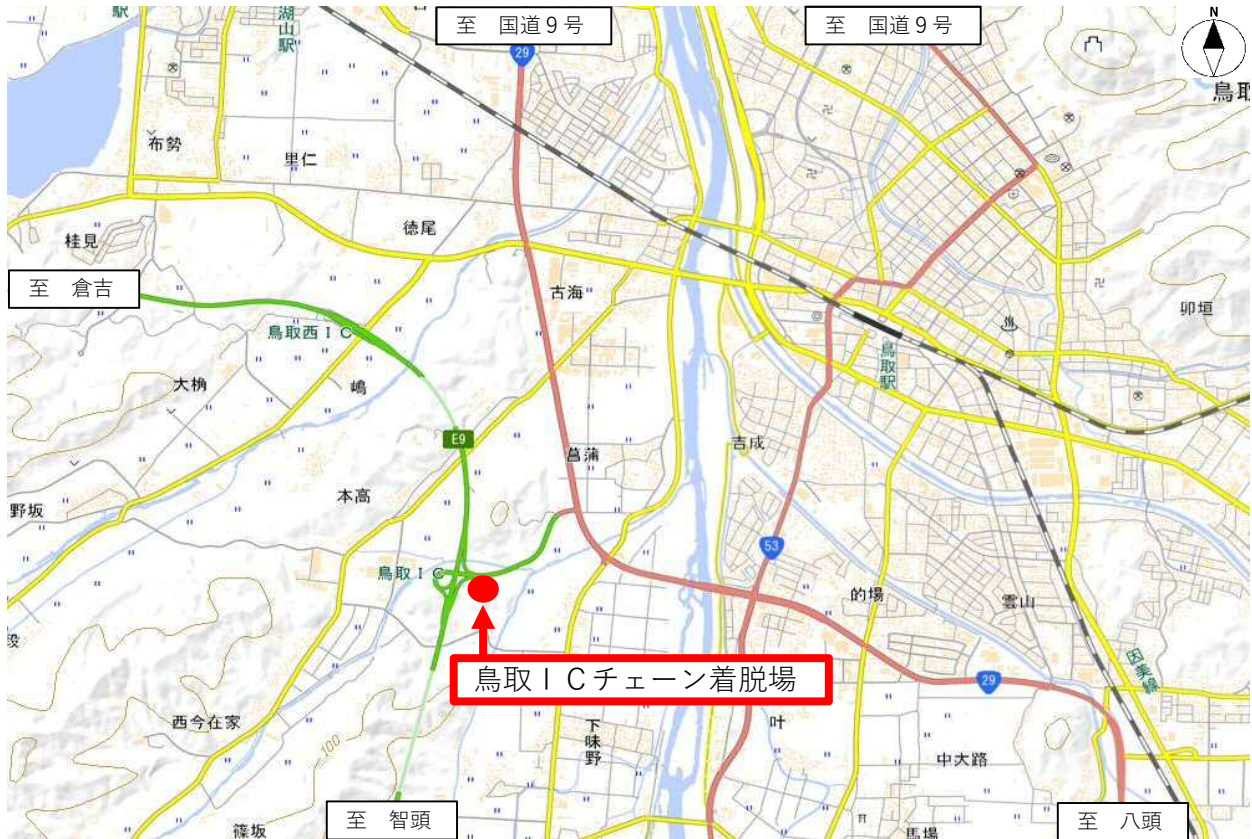 駅
湖山駅
至　国道９号
29
至　国道９号
N
鳥取
布勢
里仁
徳尾
桂見
至　倉吉
古海
卯垣
鳥取西ＩＣ
鳥取駅
大桷
嶋
E9
菖蒲
吉成
本高
野坂
53
鳥取ＩＣ
的場
雲山
段
鳥取ＩＣチェーン着脱場
29
因美線
西今在家
100
下味野
叶
中大路
至　智頭
至　八頭
篠坂
馬場